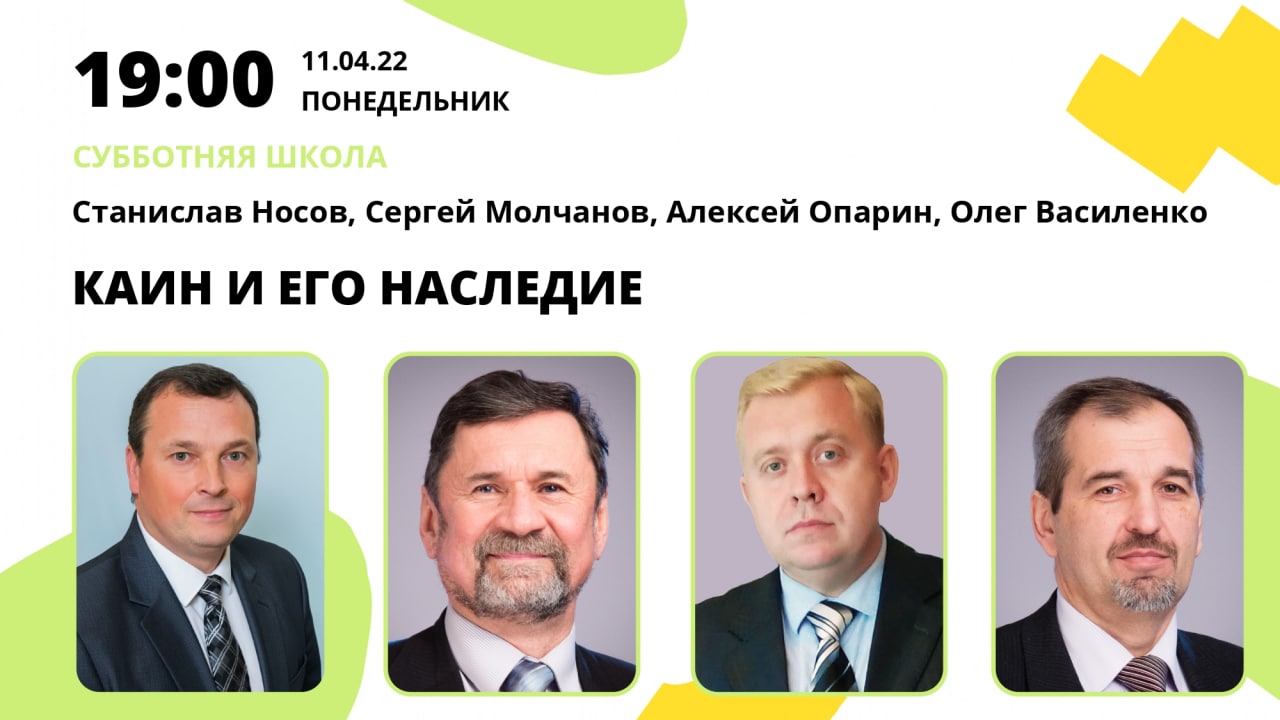 19:00
11.04.22
ПОНЕДЕЛЬНИК
СУББОТНЯЯ ШКОЛА
Станислав Носов, Сергей Молчанов, Алексей Опарин, Олег Василенко
КАИН И ЕГО НАСЛЕДИЕ